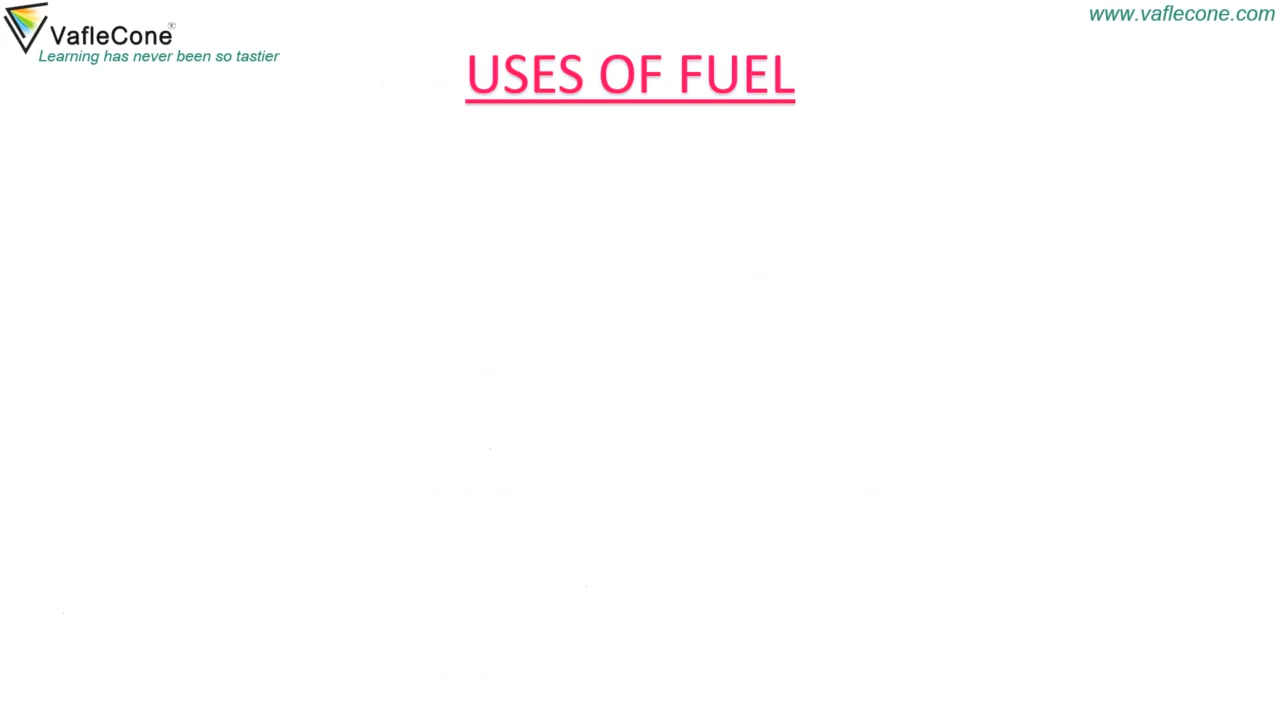 VafleCone®
Learning has never been so tastier
www.vaflecone.com
USES OF FUEL